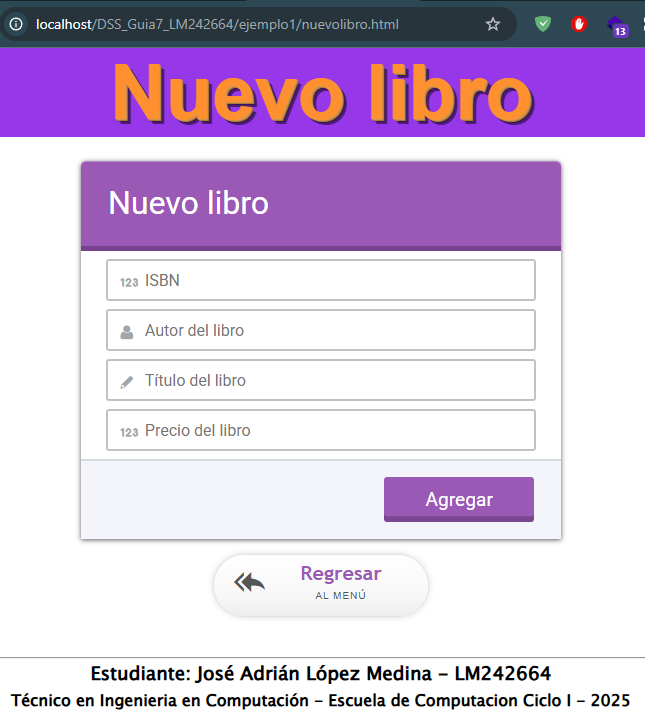 localhost/DSS_Guia7_LM242664/ejemplo1/nuevolibro.html
13
Nuevo libro
Nuevo libro
123 ISBN
Autor del libro
Título del libro
123 Precio del libro
Agregar
Regresar
AL MENÚ
Estudiante: José Adrián López Medina - LM242664
Técnico en Ingenieria en Computación - Escuela de Computacion Ciclo I - 2025